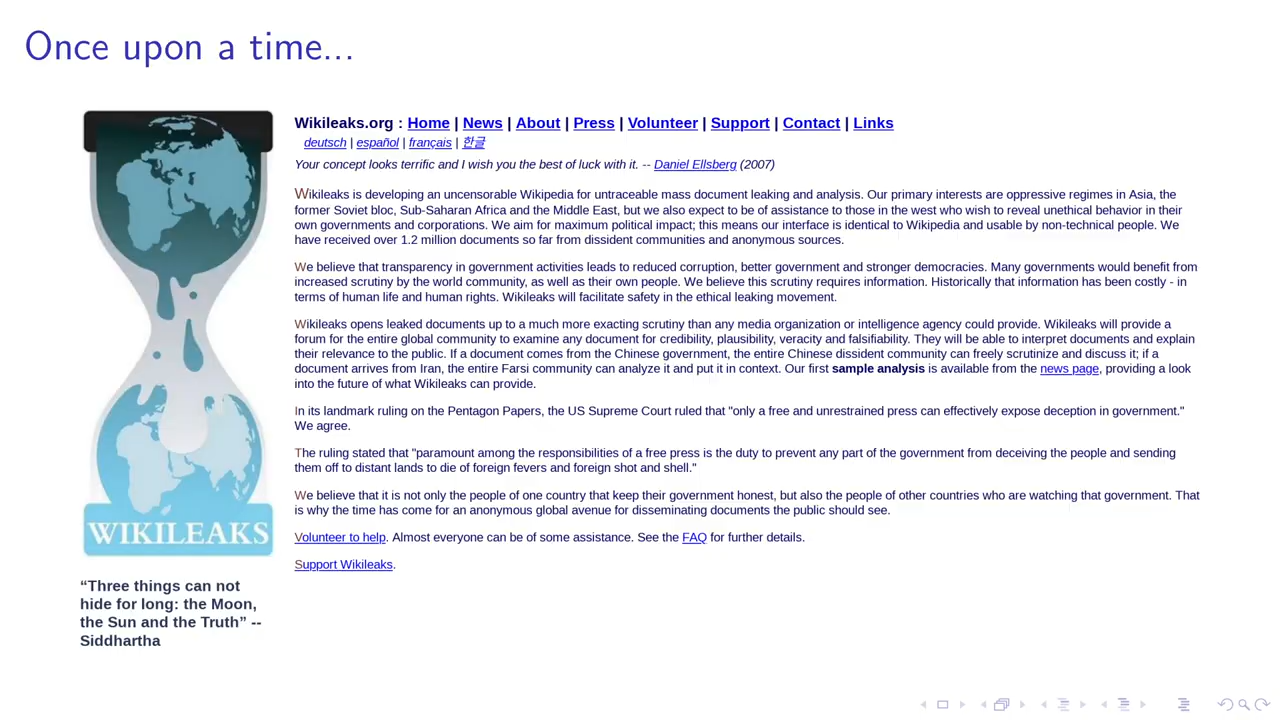 Once upon a time...
Wikileaks.org : Home | News | About | Press | Volunteer | Support | Contact | Links
deutsch | español | français | 한글
Your concept looks terrific and I wish you the best of luck with it. -- Daniel Ellsberg (2007)
Wikileaks is developing an uncensorable Wikipedia for untraceable mass document leaking and analysis. Our primary interests are oppressive regimes in Asia, the
former Soviet bloc, Sub-Saharan Africa and the Middle East, but we also expect to be of assistance to those in the west who wish to reveal unethical behavior in their
own governments and corporations. We aim for maximum political impact; this means our interface is identical to Wikipedia and usable by non-technical people. We
have received over 1.2 million documents so far from dissident communities and anonymous sources.
We believe that transparency in government activities leads to reduced corruption, better government and stronger democracies. Many governments would benefit from
increased scrutiny by the world community, as well as their own people. We believe this scrutiny requires information. Historically that information has been costly - in
terms of human life and human rights. Wikileaks will facilitate safety in the ethical leaking movement.
Wikileaks opens leaked documents up to a much more exacting scrutiny than any media organization or intelligence agency could provide. Wikileaks will provide a
forum for the entire global community to examine any document for credibility, plausibility, veracity and falsifiability. They will be able to interpret documents and explain
their relevance to the public. If a document comes from the Chinese government, the entire Chinese dissident community can freely scrutinize and discuss it; if a
document arrives from Iran, the entire Farsi community can analyze it and put it in context. Our first sample analysis is available from the news page, providing a look
into the future of what Wikileaks can provide.
In its landmark ruling on the Pentagon Papers, the US Supreme Court ruled that "only a free and unrestrained press can effectively expose deception in government."
We agree.
The ruling stated that "paramount among the responsibilities of a free press is the duty to prevent any part of the government from deceiving the people and sending
them off to distant lands to die of foreign fevers and foreign shot and shell."
We believe that it is not only the people of one country that keep their government honest, but also the people of other countries who are watching that government. That
is why the time has come for an anonymous global avenue for disseminating documents the public should see.
Volunteer to help. Almost everyone can be of some assistance. See the FAQ for further details.
Support Wikileaks.
WIKILEAKS
“Three things can not
hide for long: the Moon,
the Sun and the Truth” --
Siddhartha